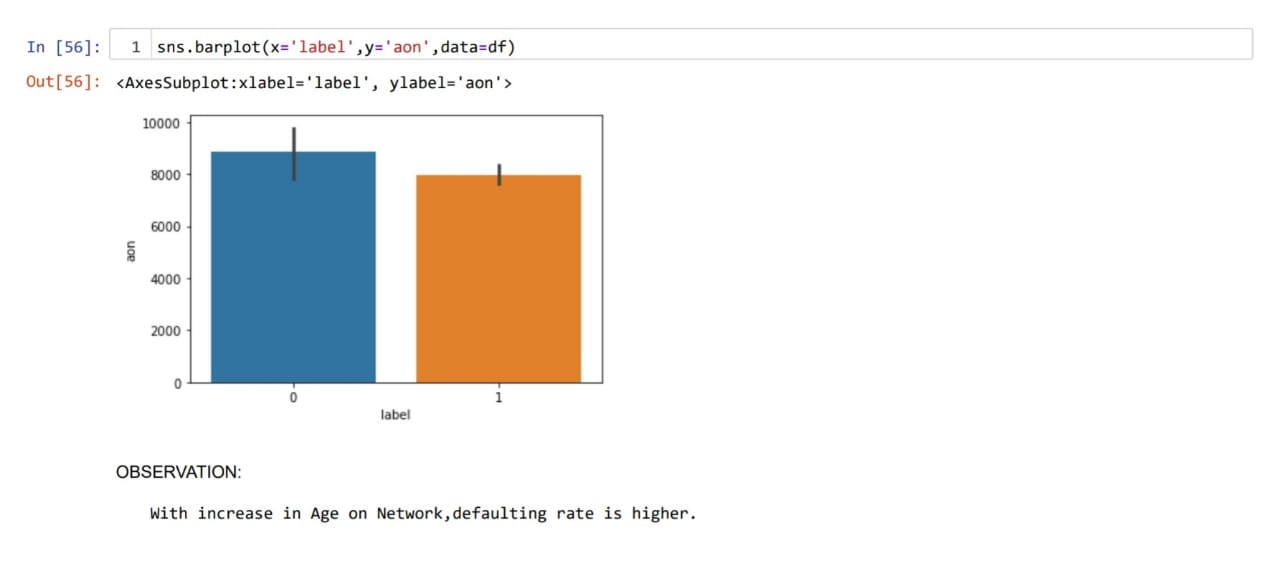 In [56]: 1 sns.barplot(x='label',y='aon',data=df)
Out[56]: <AxesSubplot:xlabel='label', ylabel='aon'>
10000
8000
6000
4000
2000
0
aon
0 1
label
OBSERVATION:
With increase in Age on Network,defaulting rate is higher.